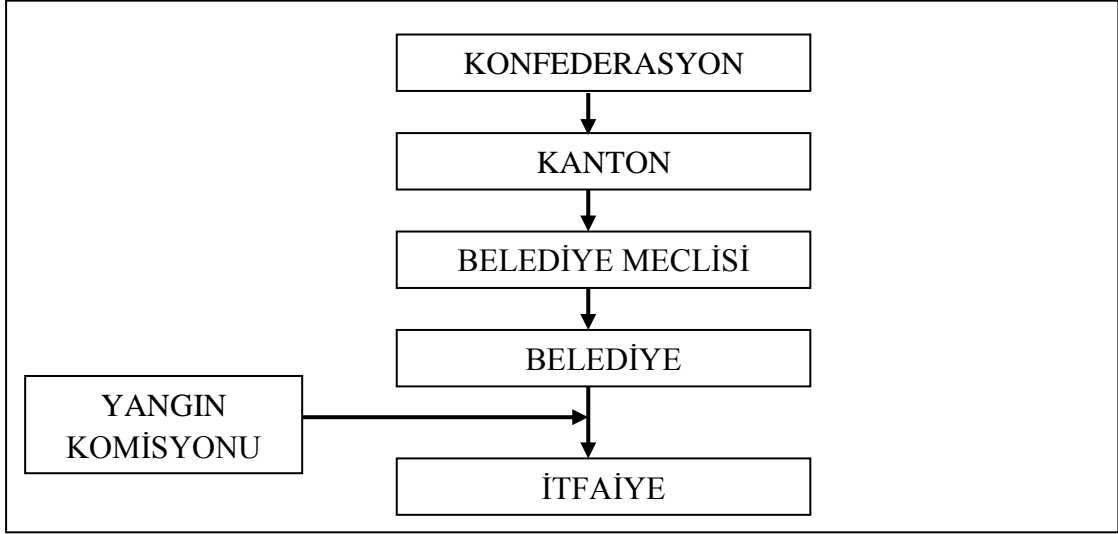 KONFEDERASYON
KANTON
BELEDİYE MECLİSİ
BELEDİYE
YANGIN
KOMİSYONU
İTFAİYE